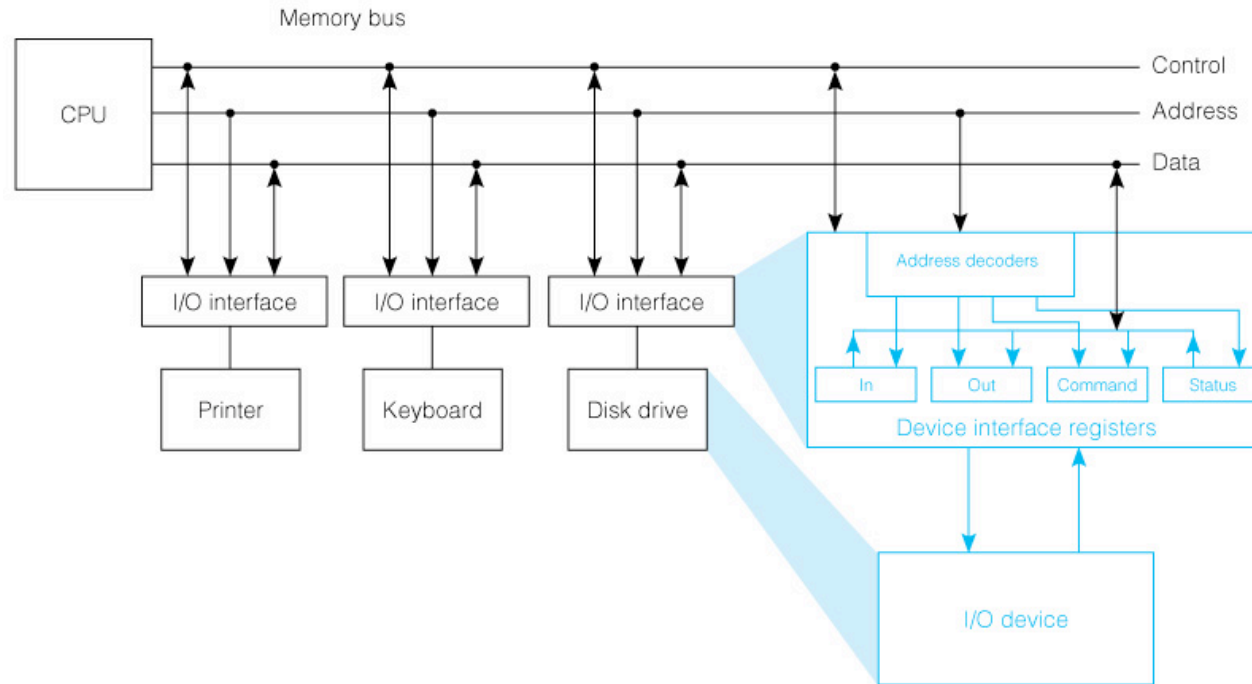 Memory bus
CPU
Control
Address
Data
I/O interface
I/O interface
I/O interface
Printer
Keyboard
Disk drive
Address decoders
In
Out
Command
Status
Device interface registers
I/O device